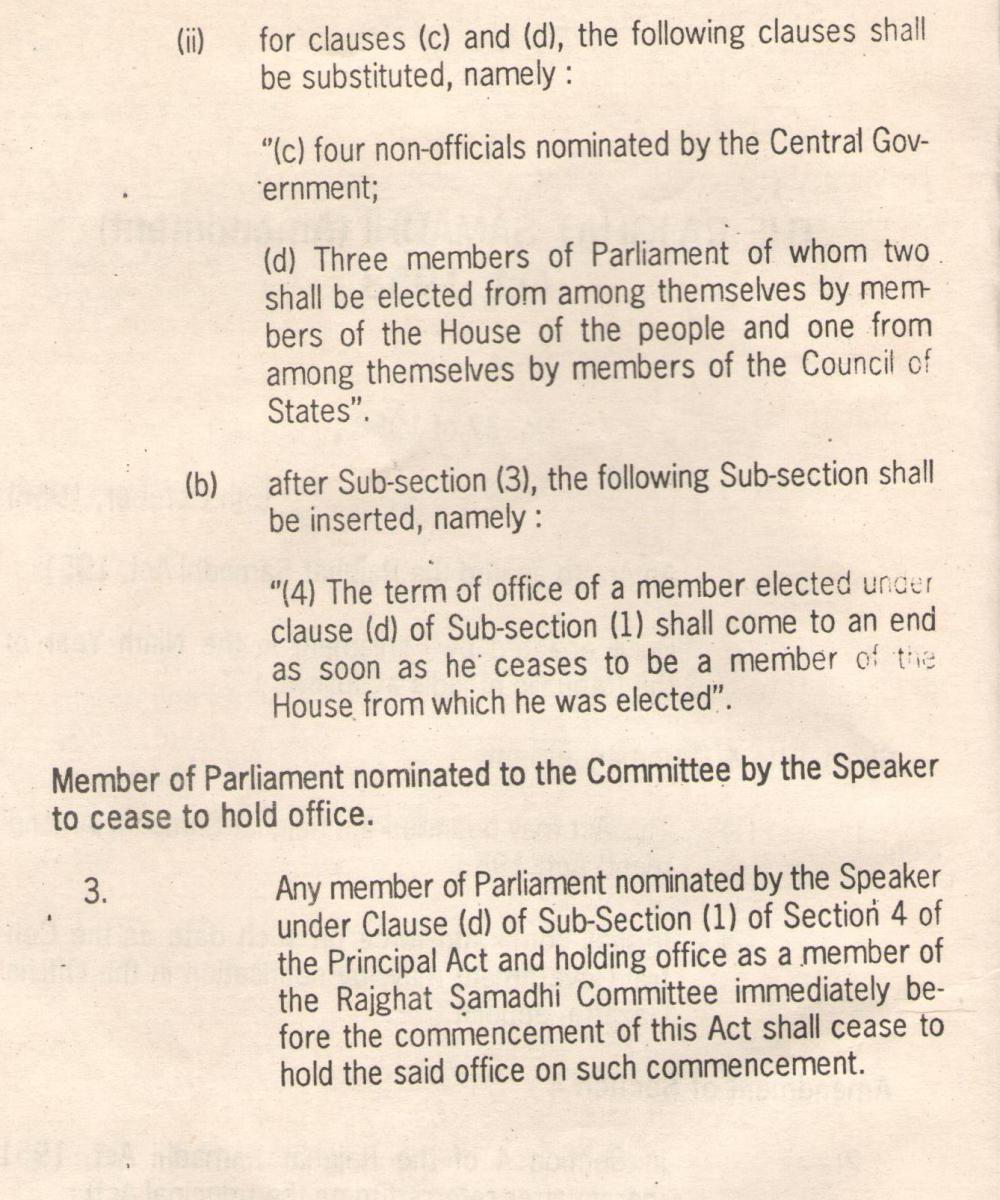 (ii) for clauses (c) and (d), the following clauses shall
be substituted, namely :
"(c) four non-officials nominated by the Central Gov-
ernment;
(d) Three members of Parliament of whom two
shall be elected from among themselves by mem-
bers of the House of the people and one from
among themselves by members of the Council of
States".
(b) after Sub-section (3), the following Sub-section shall
be inserted, namely :
"(4) The term of office of a member elected under
clause (d) of Sub-section (1) shall come to an end
as soon as he ceases to be a member of the
House from which he was elected".
Member of Parliament nominated to the Committee by the Speaker
to cease to hold office.
3. Any member of Parliament nominated by the Speaker
under Clause (d) of Sub-Section (1) of Section 4 of
the Principal Act and holding office as a member of
the Rajghat Samadhi Committee immediately be-
fore the commencement of this Act shall cease to
hold the said office on such commencement.